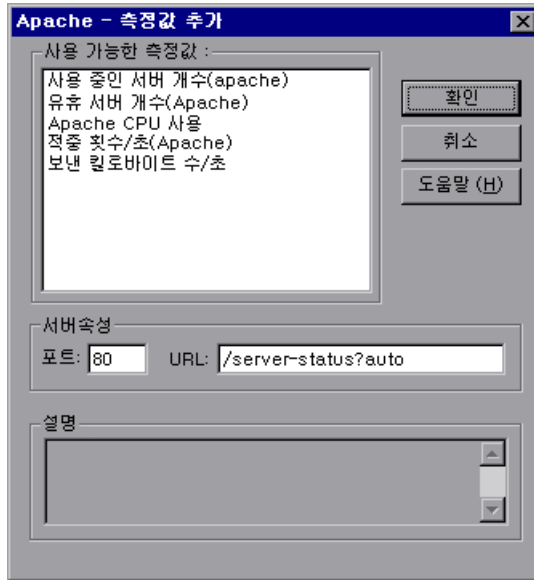 Apache - 측정값 추가
사용 가능한 측정값 :
사용 중인 서버 개수(apache)
유휴 서버 개수(Apache)
Apache CPU 사용
적중 횟수/초(Apache)
보낸 킬로바이트 수/초
확인
취소
도움말 (H)
서버속성
포트: 80 URL: /server-status?auto
설명